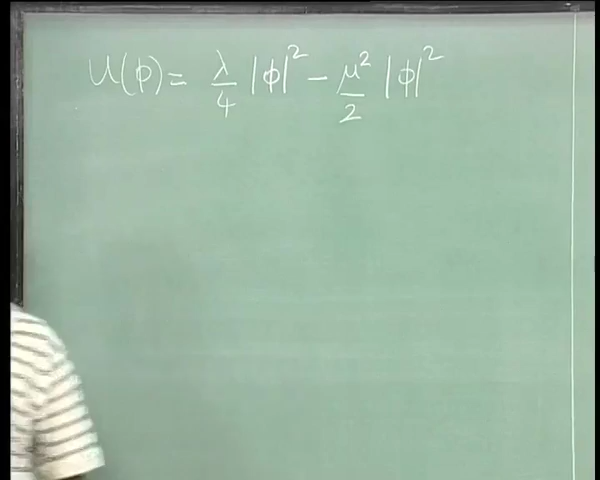 U(φ) = λ/4 |φ|² − μ²/2 |φ|²